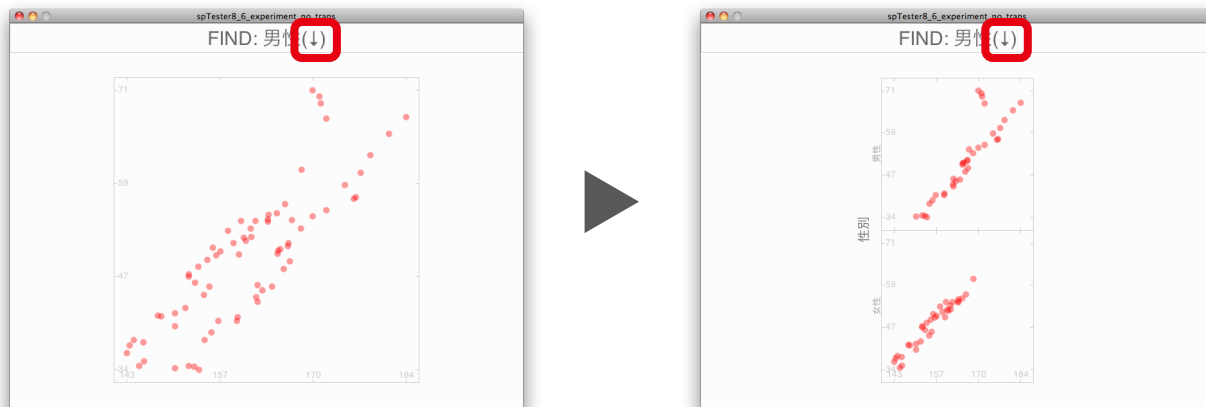 spTester8_6_experiment_no_trans
FIND: 男性(↓)
71
59
47
34
143 157 170 184
spTester8_6_experiment_no_trans
FIND: 男性(↓)
性別
男性
71
59
47
34
女性
71
59
47
34
143 157 170 184